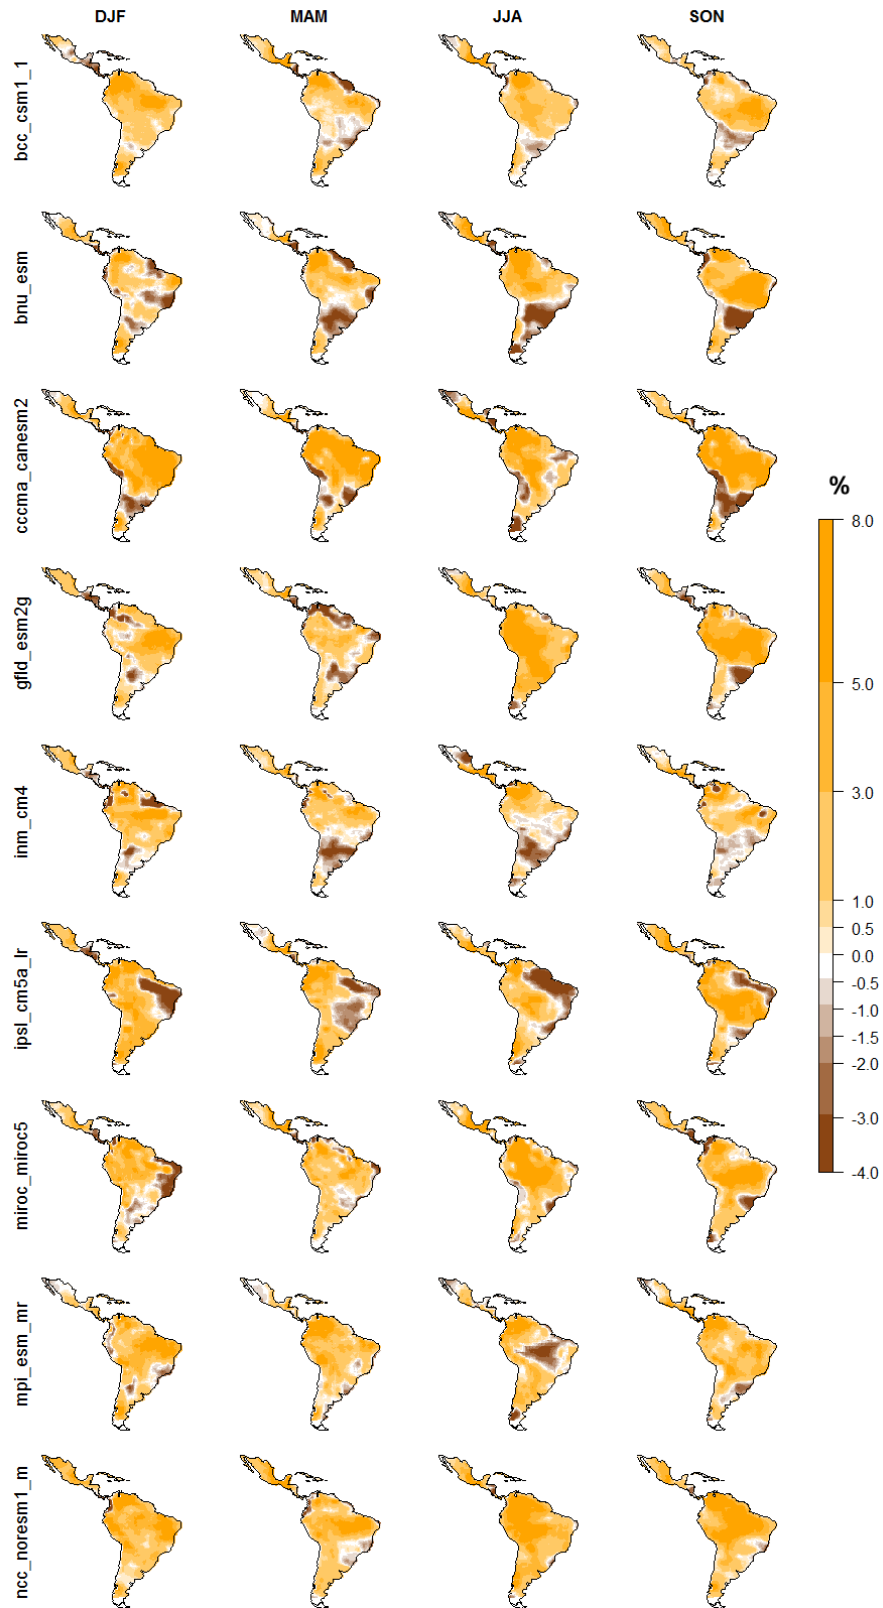 DJF MAM JJA SON
bcc_csm1_1
bnu_esm
cccma_canesm2
gfld_esm2g
inm_cm4
ipsl_cm5a_lr
miroc_miroc5
mpi_esm_mr
ncc_noresm1_m
%
8.0
5.0
3.0
1.0
0.5
0.0
-0.5
-1.0
-1.5
-2.0
-3.0
-4.0